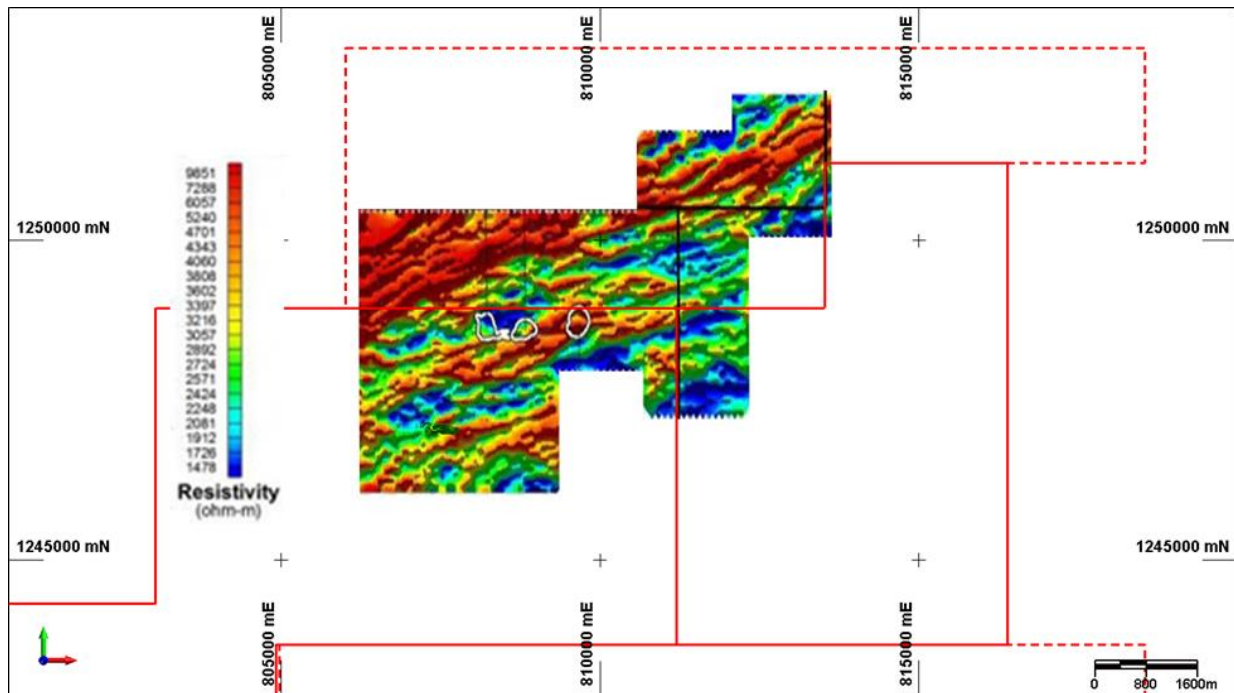 805000 mE
810000 mE
815000 mE
1250000 mN
1250000 mN
9851
7288
6057
5240
4701
4343
4060
3808
3602
3397
3216
3057
2892
2724
2571
2424
2248
2081
1912
1726
1478
Resistivity
(ohm-m)
1245000 mN
1245000 mN
805000 mE
810000 mE
815000 mE
0 800 1600m